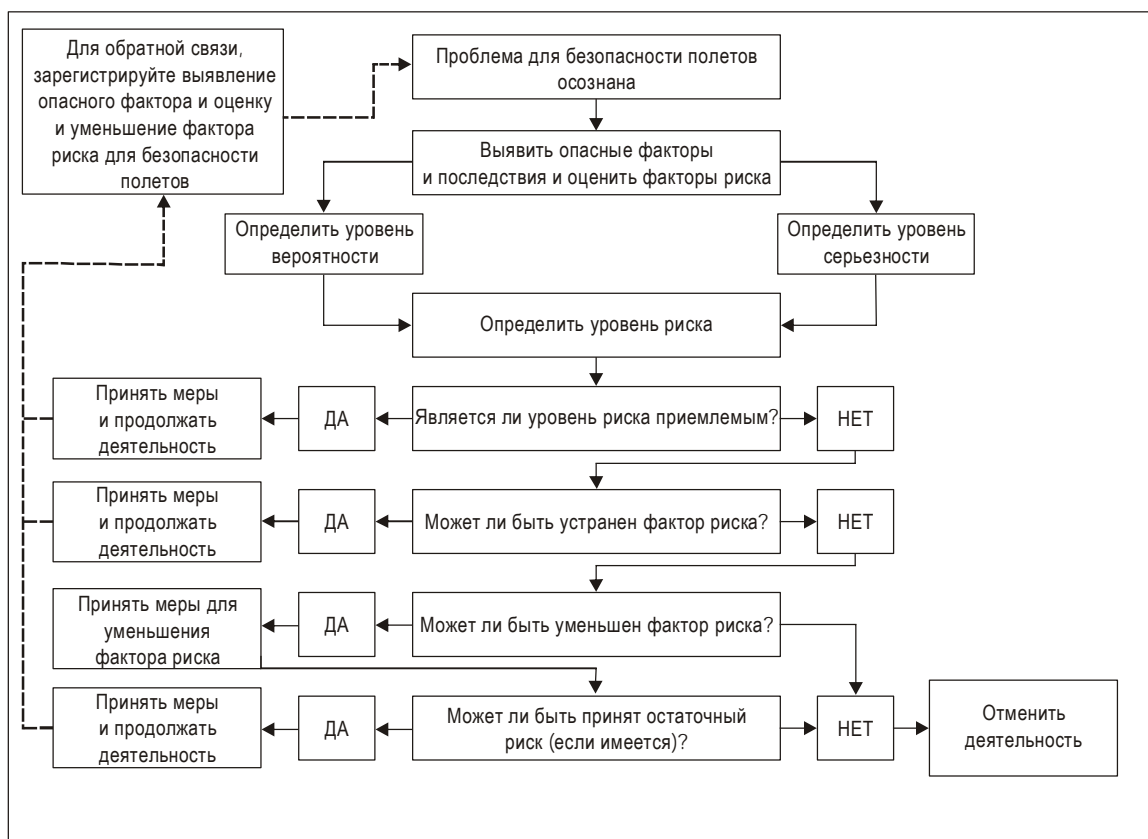 Для обратной связи,
зарегистрируйте выявление
опасного фактора и оценку
и уменьшение фактора
риска для безопасности
полетов
Проблема для безопасности полетов
осознана
Выявить опасные факторы
и последствия и оценить факторы риска
Определить уровень
вероятности
Определить уровень
серьезности
Определить уровень риска
Принять меры
и продолжать
деятельность
ДА
Является ли уровень риска приемлемым?
НЕТ
Принять меры
и продолжать
деятельность
ДА
Может ли быть устранен фактор риска?
НЕТ
Принять меры для
уменьшения
фактора риска
ДА
Может ли быть уменьшен фактор риска?
Принять меры
и продолжать
деятельность
ДА
Может ли быть принят остаточный
риск (если имеется)?
НЕТ
Отменить
деятельность